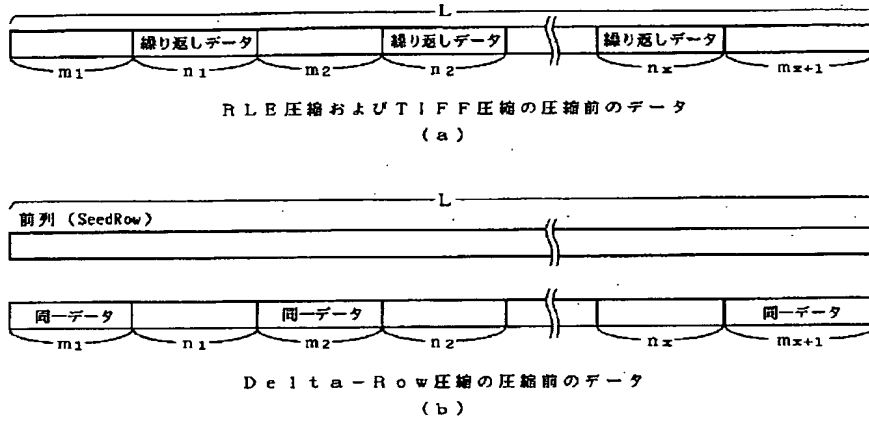 L
繰り返しデータ 繰り返しデータ 繰り返しデータ
m1 n1 m2 n2 nx mx+1
RLE圧縮およびTIFF圧縮の圧縮前のデータ
(a)
L
前列 (SeedRow)
同一データ 同一データ 同一データ
m1 n1 m2 n2 nx mx+1
Delta-Row圧縮の圧縮前のデータ
(b)